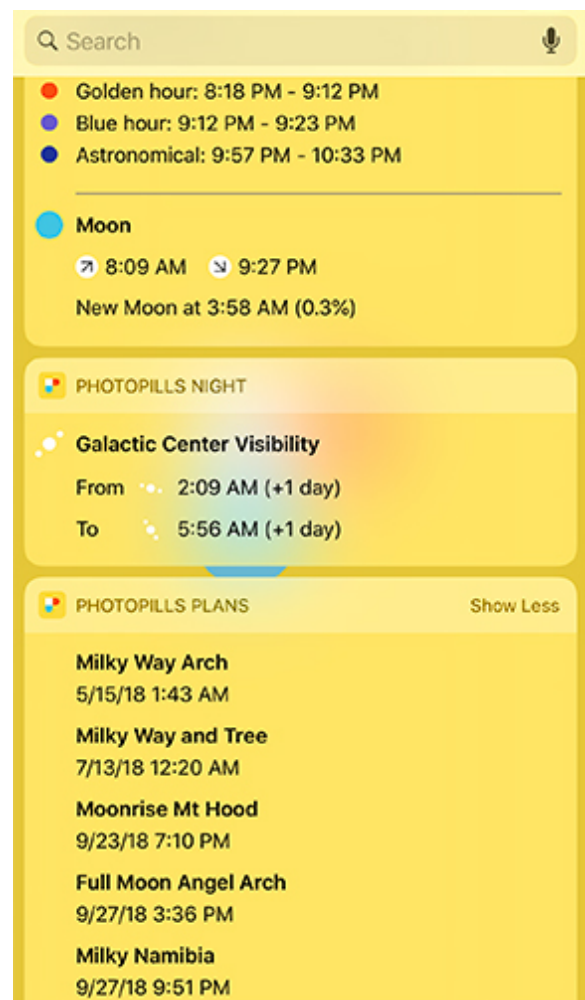 Search
Golden hour: 8:18 PM - 9:12 PM
Blue hour: 9:12 PM - 9:23 PM
Astronomical: 9:57 PM - 10:33 PM
Moon
8:09 AM 9:27 PM
New Moon at 3:58 AM (0.3%)
PHOTOPILLS NIGHT
Galactic Center Visibility
From 2:09 AM (+1 day)
To 5:56 AM (+1 day)
PHOTOPILLS PLANS Show Less
Milky Way Arch
5/15/18 1:43 AM
Milky Way and Tree
7/13/18 12:20 AM
Moonrise Mt Hood
9/23/18 7:10 PM
Full Moon Angel Arch
9/27/18 3:36 PM
Milky Namibia
9/27/18 9:51 PM